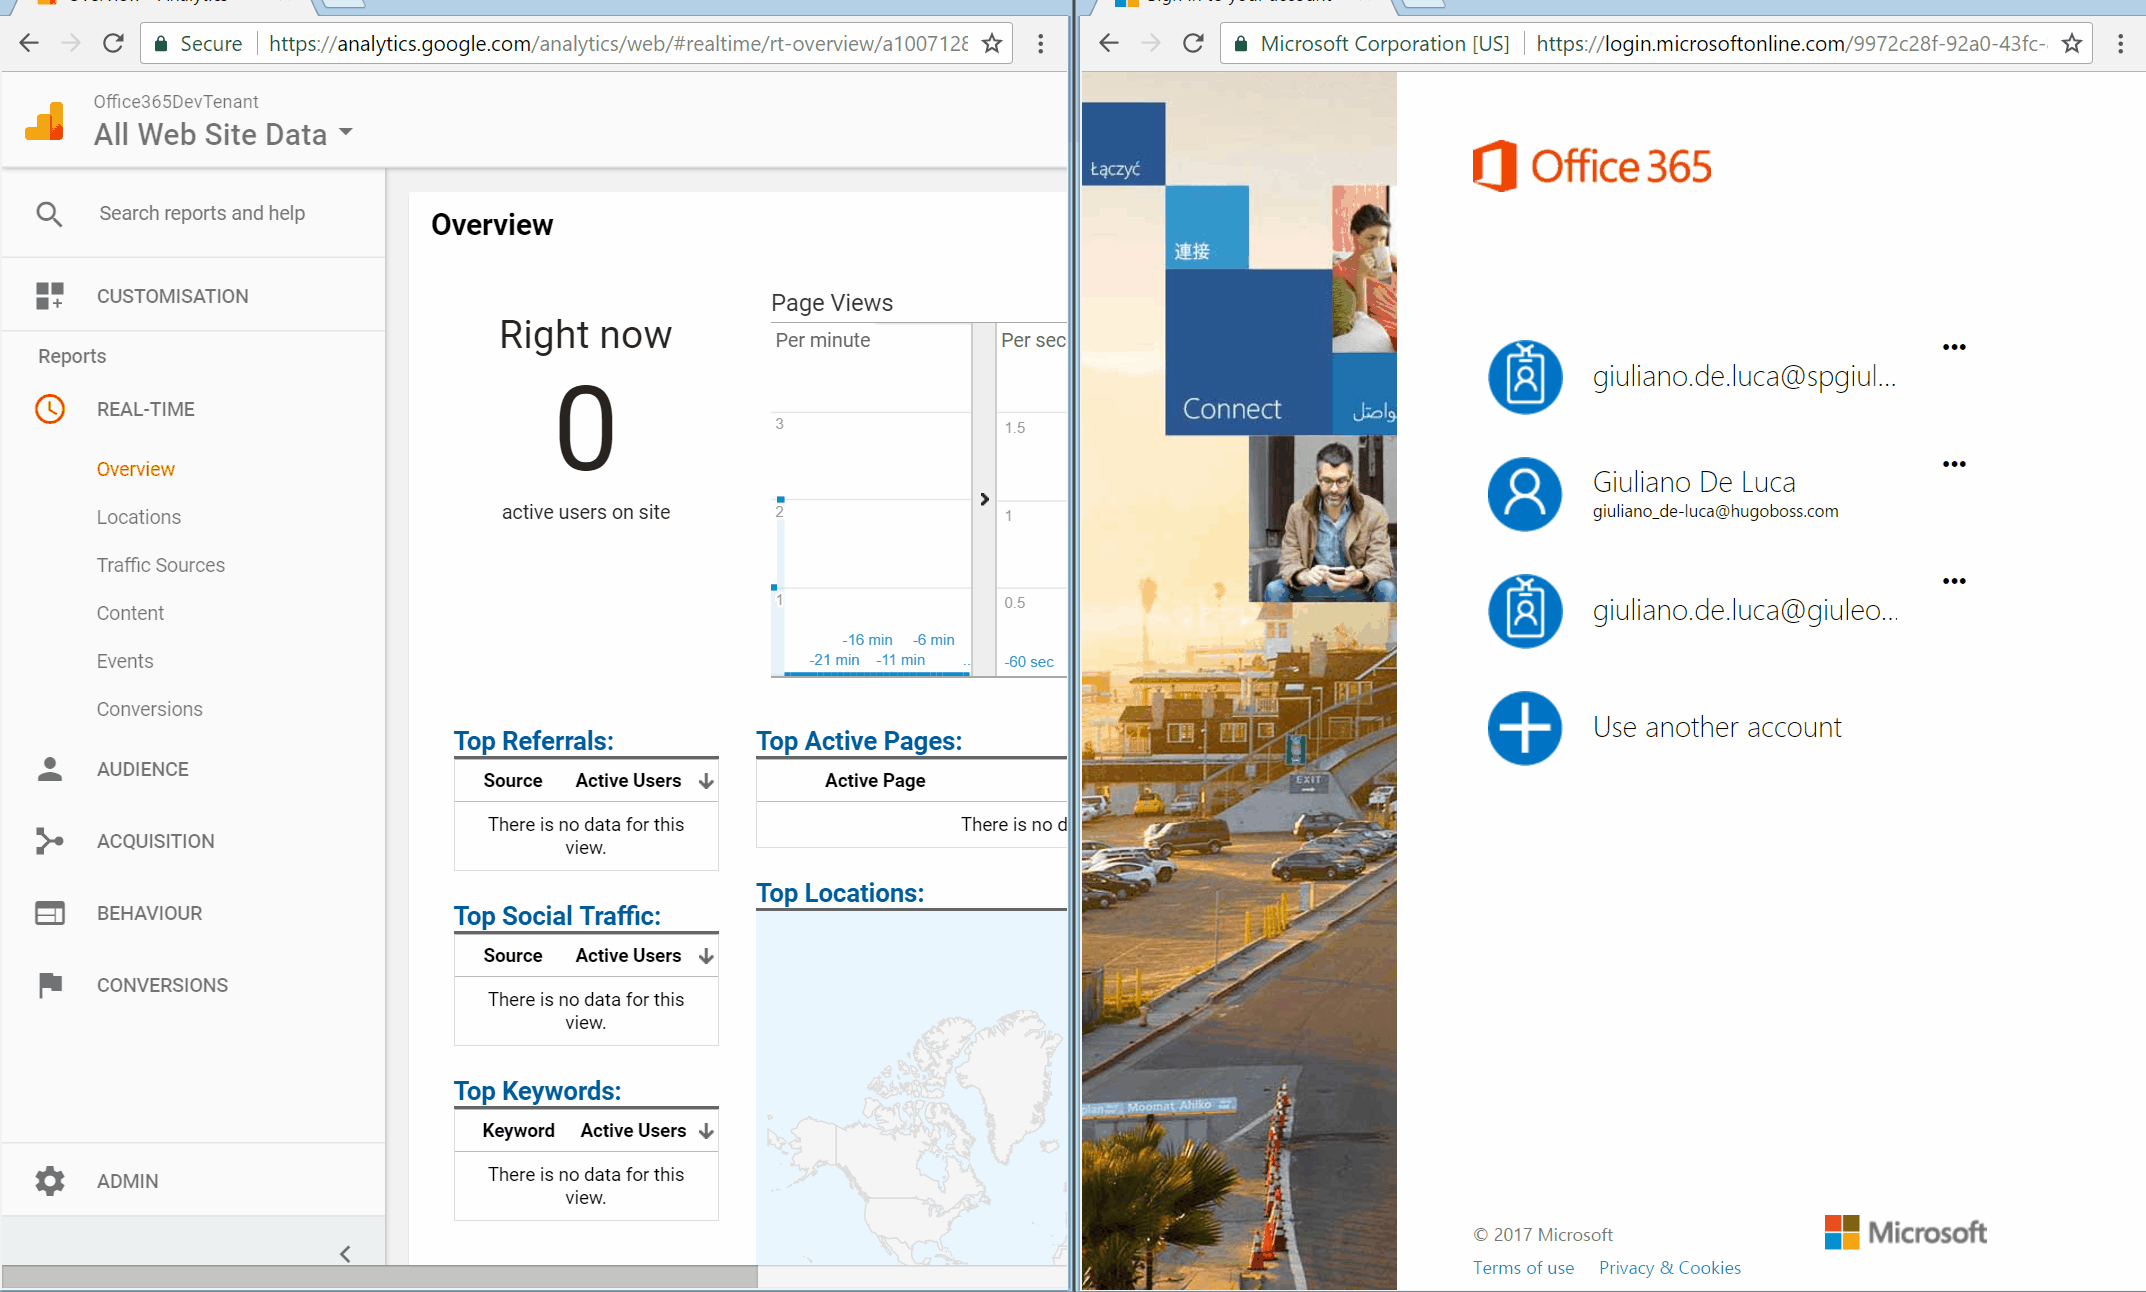 Secure
https://analytics.google.com/analytics/web/#realtime/rt-overview/a1007128
Office365DevTenant
All Web Site Data
Search reports and help
CUSTOMISATION
Reports
REAL-TIME
Overview
Locations
Traffic Sources
Content
Events
Conversions
AUDIENCE
ACQUISITION
BEHAVIOUR
CONVERSIONS
ADMIN
Overview
Right now
0
active users on site
Page Views
Per minute
Per sec
3
2
1
-16 min -6 min
-21 min -11 min ..
1.5
1
0.5
-60 sec
Top Referrals:
Source Active Users
There is no data for this
view.
Top Social Traffic:
Source Active Users
There is no data for this
view.
Top Keywords:
Keyword Active Users
There is no data for this
view.
Top Active Pages:
Active Page
There is no d
Top Locations:
Microsoft Corporation [US]
https://login.microsoftonline.com/9972c28f-92a0-43fc-
Łączyć
連接
Connect
EXIT
Moomat Ahiko
Office 365
giuliano.de.luca@spgiul...
Giuliano De Luca
giuliano_de-luca@hugoboss.com
giuliano.de.luca@giuleo...
Use another account
© 2017 Microsoft
Terms of use Privacy & Cookies
Microsoft